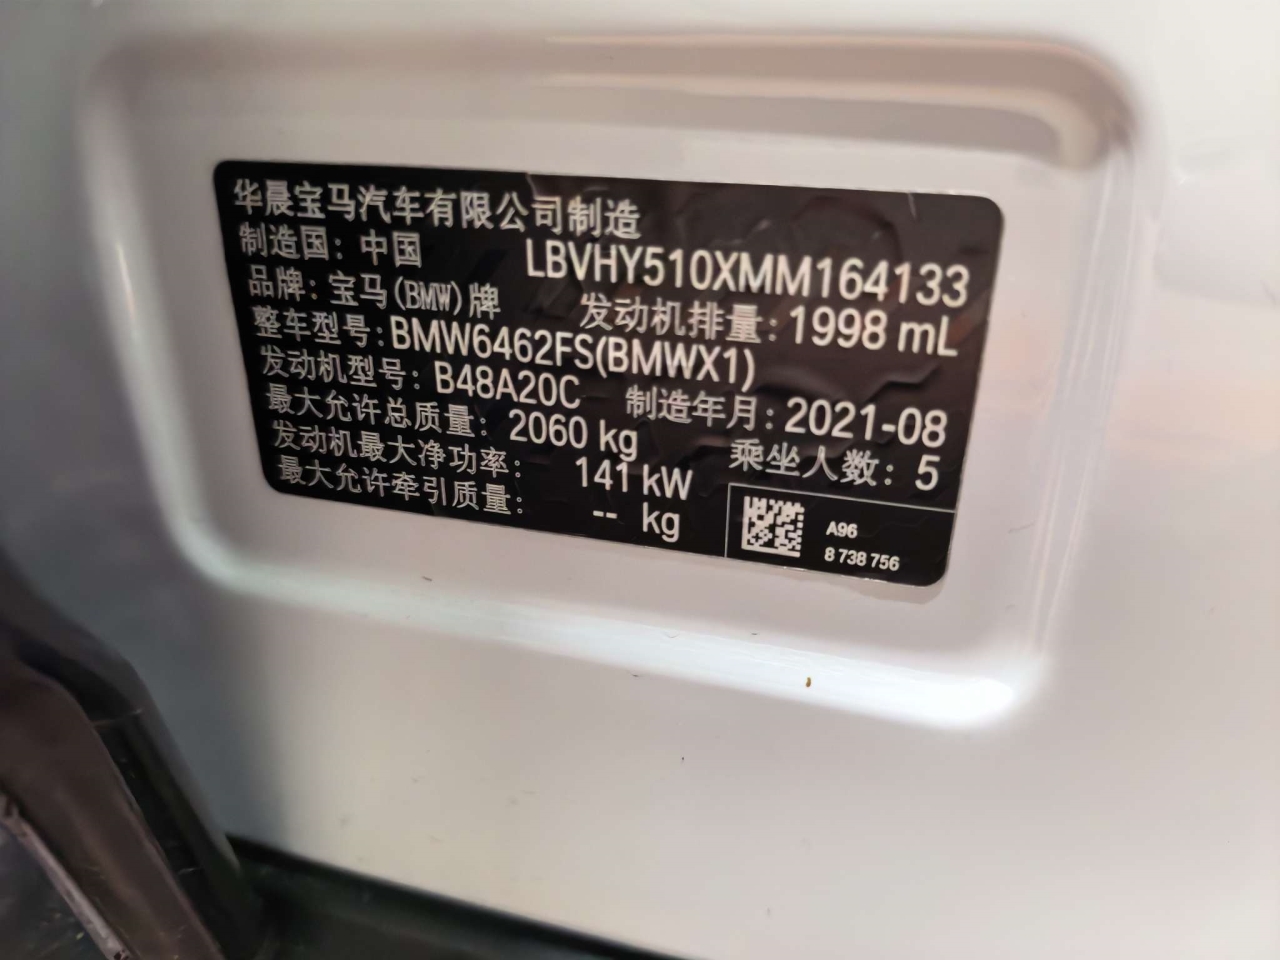 华晨宝马汽车有限公司制造
制造国：中国 LBVHY510XMM164133
品牌：宝马(BMW)牌 发动机排量：1998 mL
整车型号：BMW6462FS(BMWX1)
发动机型号：B48A20C 制造年月：2021-08
最大允许总质量：2060 kg 乘坐人数：5
发动机最大净功率：141 kW
最大允许牵引质量：-- kg
A96
8 738 756